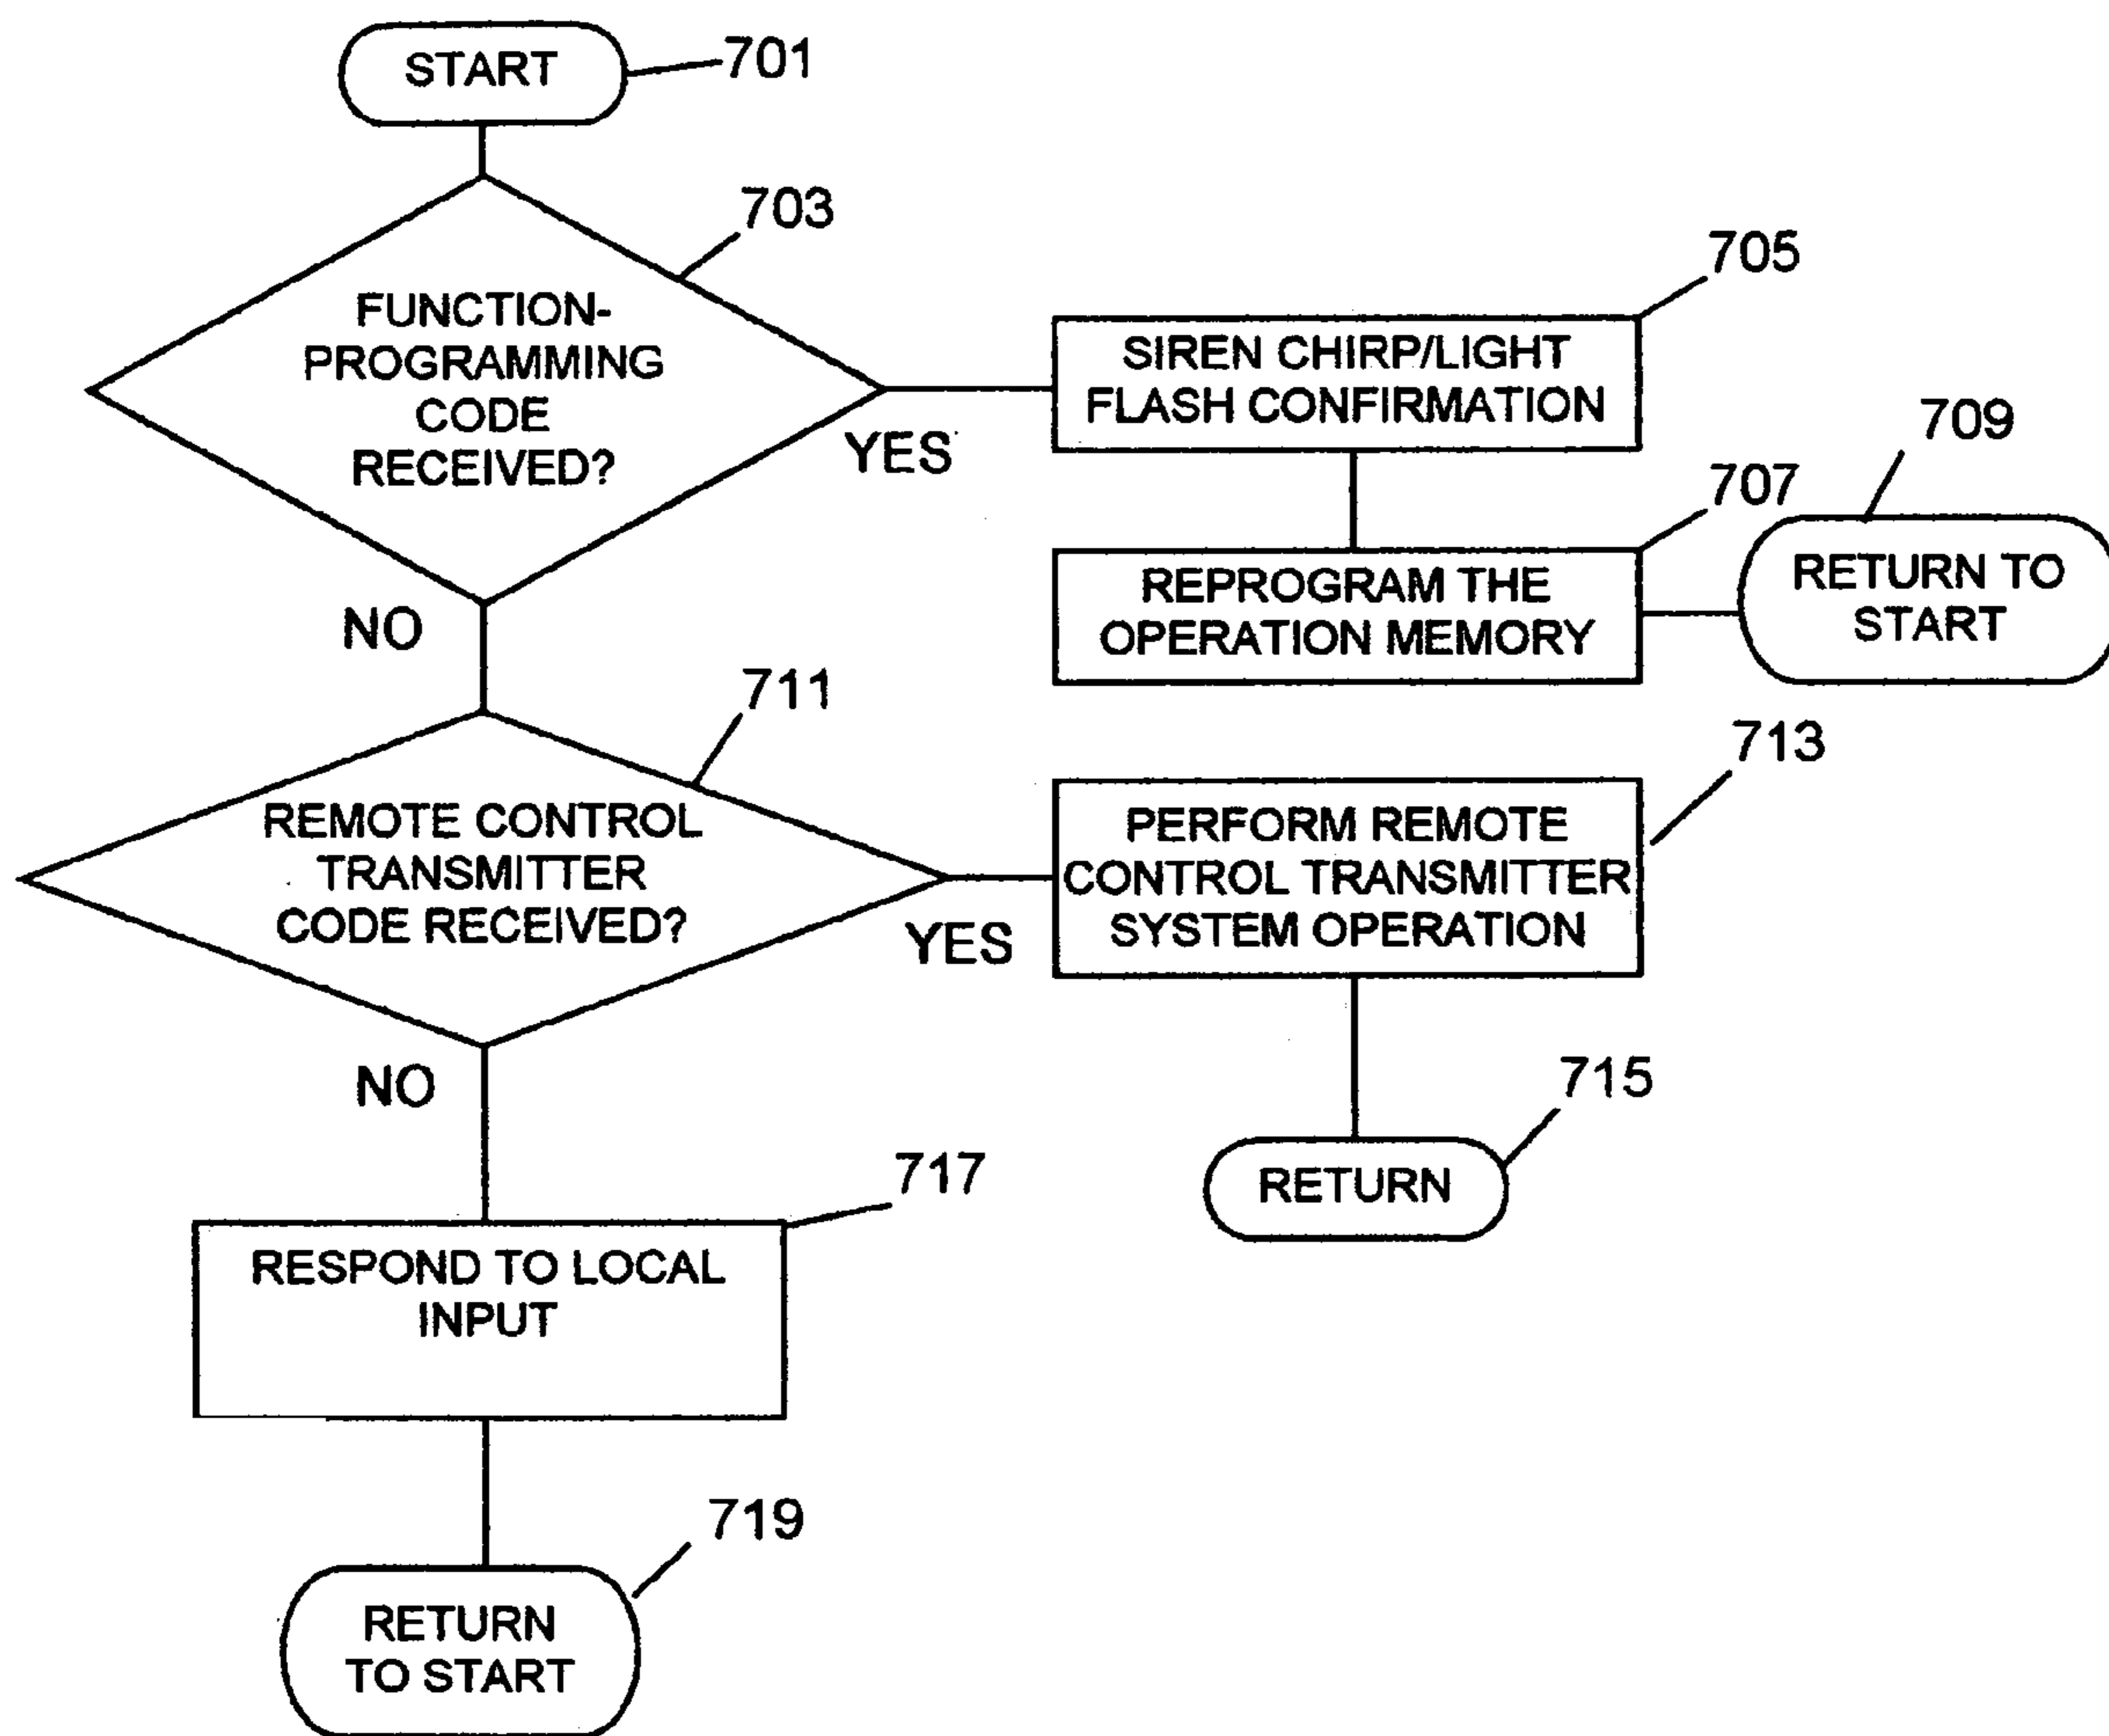 START
701
703
FUNCTION-
PROGRAMMING
CODE
RECEIVED?
YES
NO
705
SIREN CHIRP/LIGHT
FLASH CONFIRMATION
709
707
REPROGRAM THE
OPERATION MEMORY
RETURN TO
START
711
REMOTE CONTROL
TRANSMITTER
CODE RECEIVED?
YES
NO
713
PERFORM REMOTE
CONTROL TRANSMITTER
SYSTEM OPERATION
715
RETURN
717
RESPOND TO LOCAL
INPUT
719
RETURN
TO START